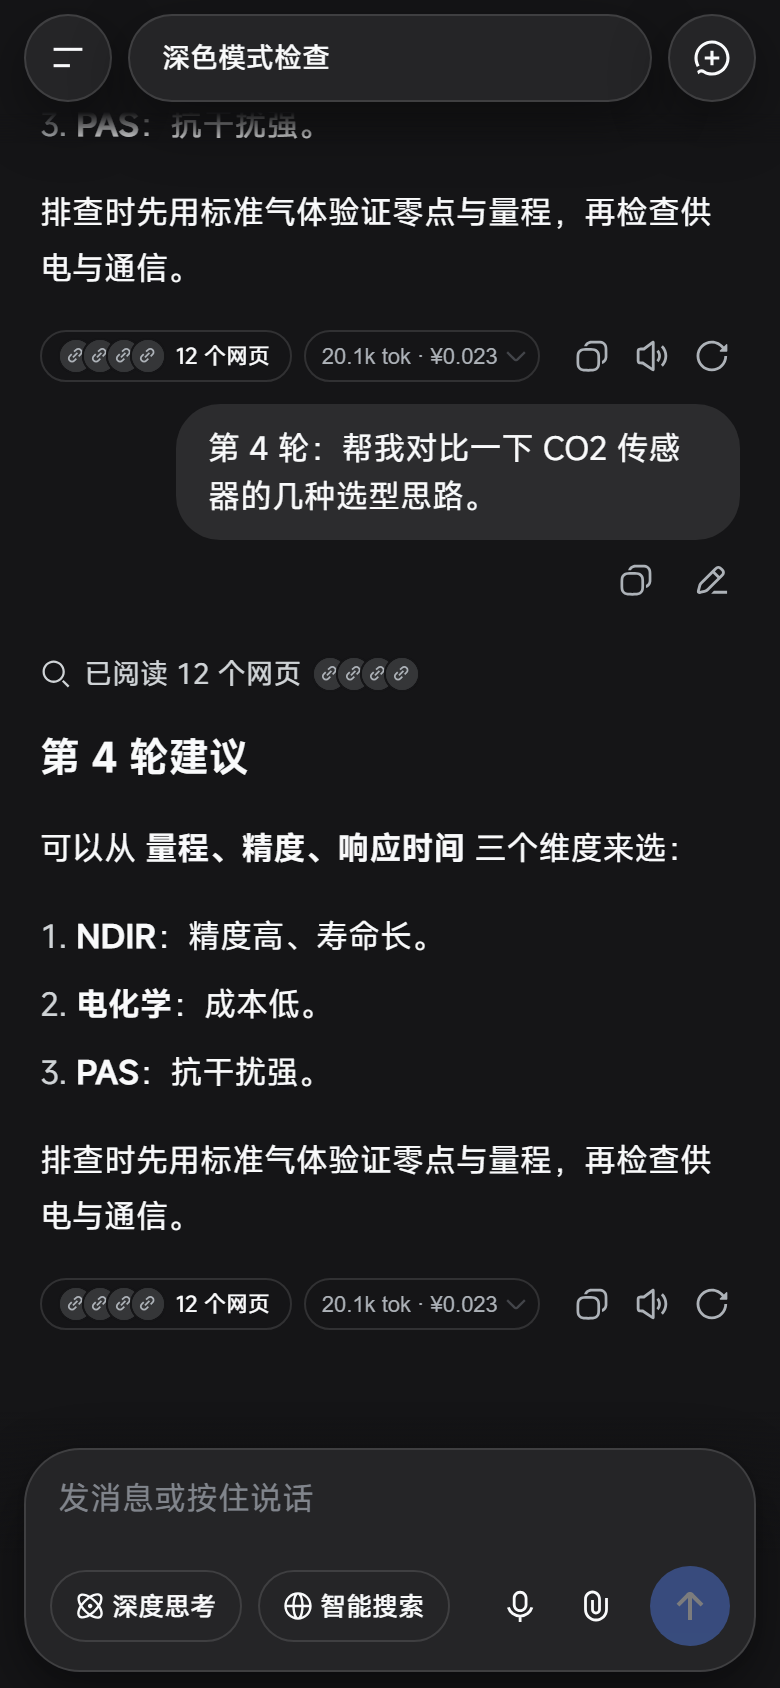 深色模式检查
3. PAS：抗干扰强。
排查时先用标准气体验证零点与量程，再检查供
电与通信。
12 个网页
20.1k tok · ¥0.023
第 4 轮：帮我对比一下 CO2 传感
器的几种选型思路。
已阅读 12 个网页
第 4 轮建议
可以从 量程、精度、响应时间 三个维度来选：
1. NDIR：精度高、寿命长。
2. 电化学：成本低。
3. PAS：抗干扰强。
排查时先用标准气体验证零点与量程，再检查供
电与通信。
12 个网页
20.1k tok · ¥0.023
发消息或按住说话
深度思考
智能搜索